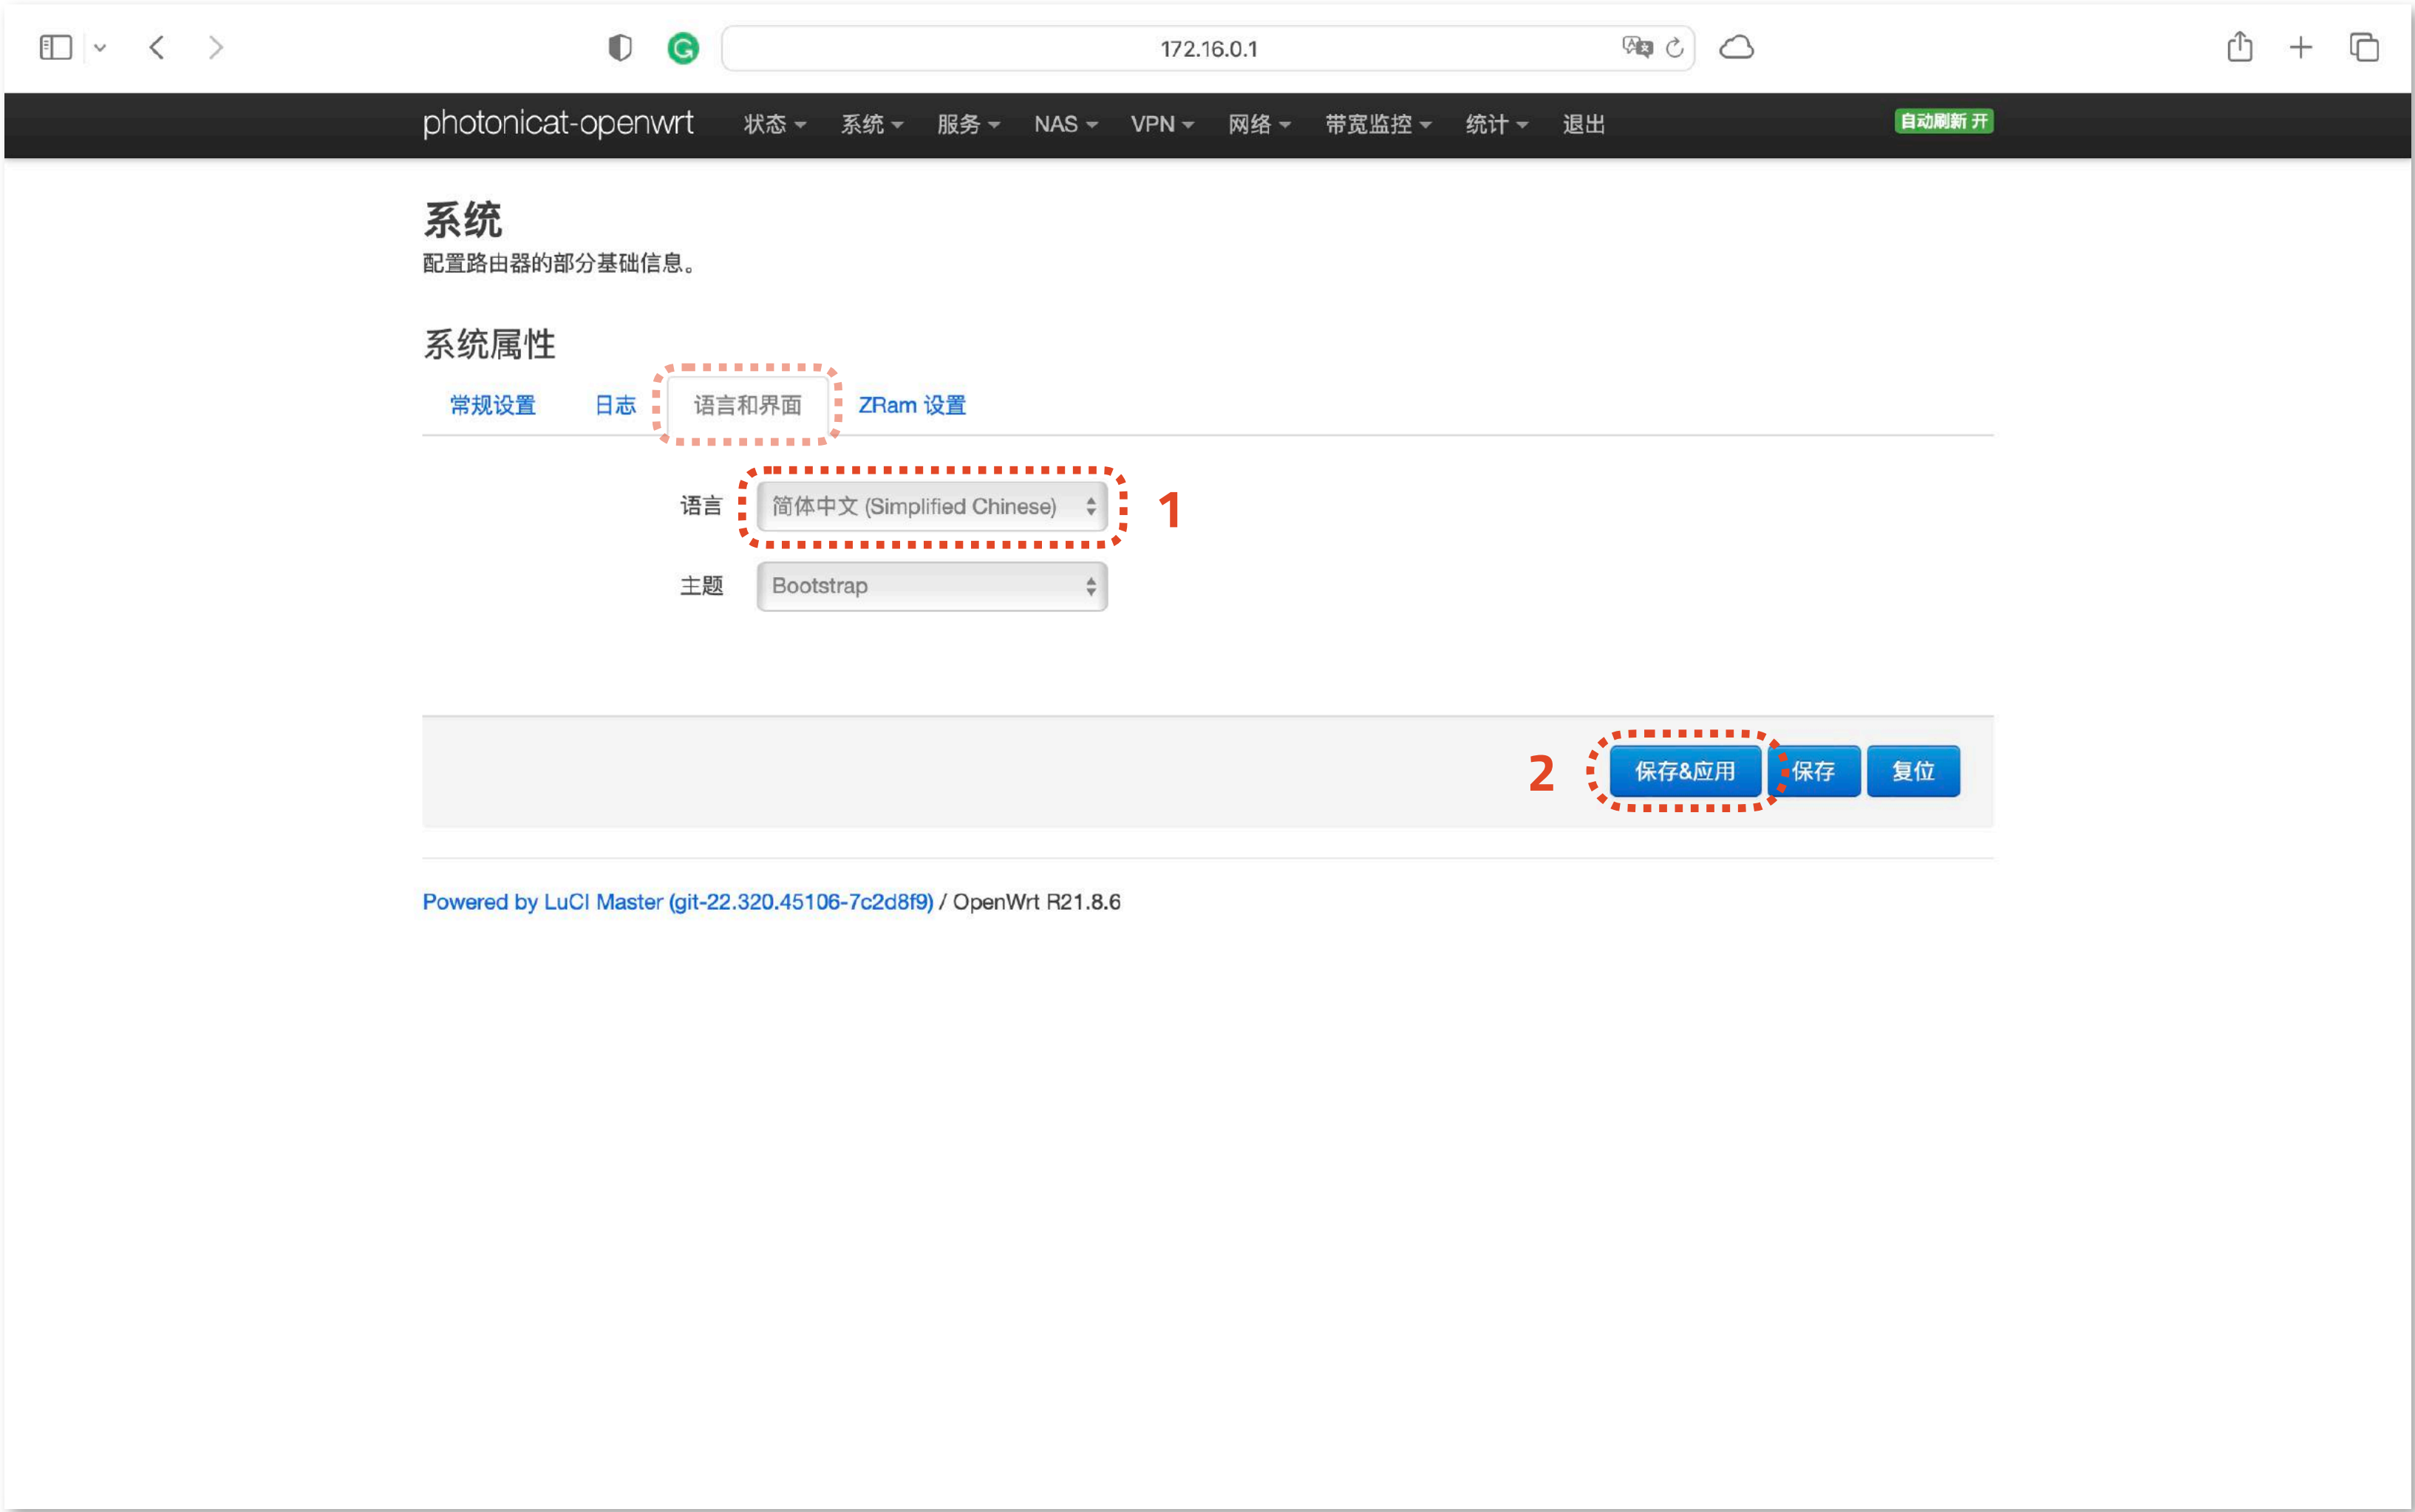 172.16.0.1
photonicat-openwrt 状态 系统 服务 NAS VPN 网络 带宽监控 统计 退出 自动刷新 开
系统
配置路由器的部分基础信息。
系统属性
常规设置 日志 语言和界面 ZRam 设置
语言 简体中文 (Simplified Chinese) 1
主题 Bootstrap
2 保存&应用 保存 复位
Powered by LuCI Master (git-22.320.45106-7c2d8f9) / OpenWrt R21.8.6